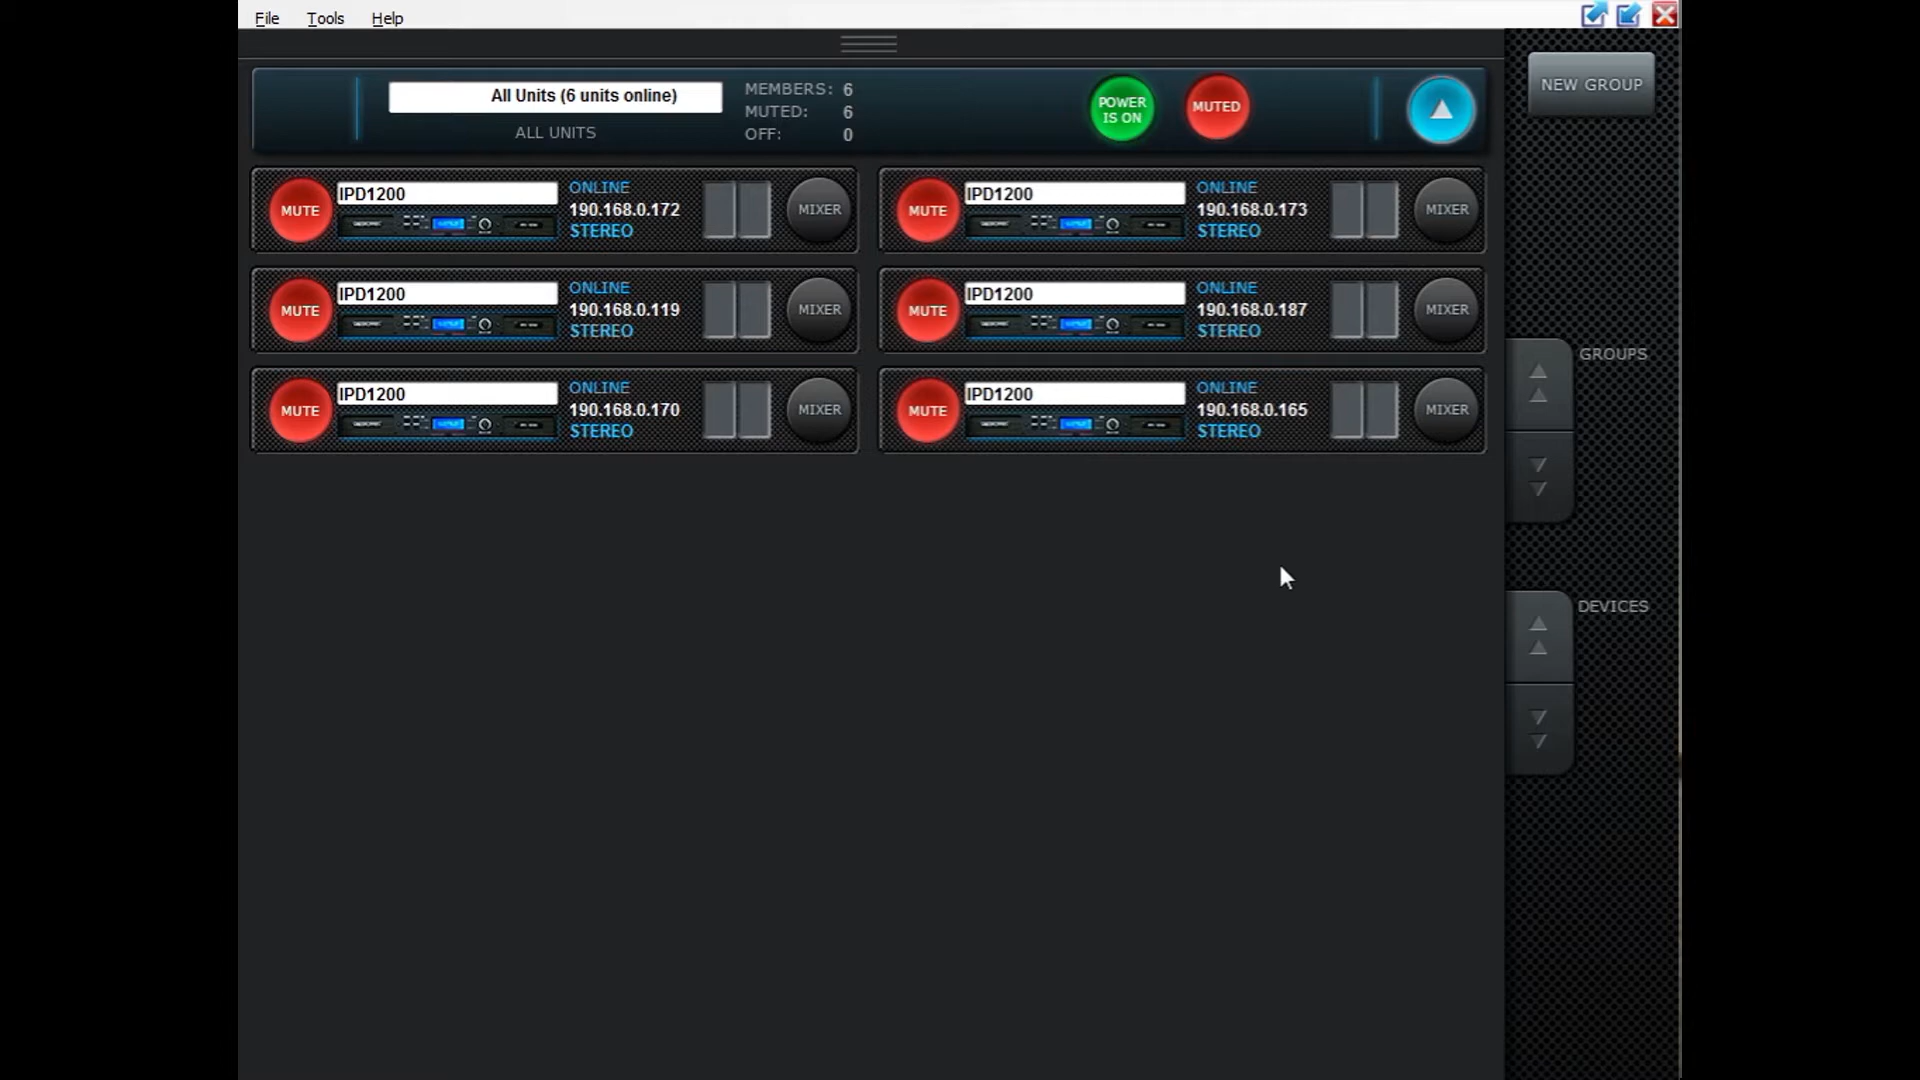 File Tools Help
NEW GROUP
All Units (6 units online)
ALL UNITS
MEMBERS: 6
MUTED: 6
OFF: 0
POWER
IS ON
MUTED
MUTE
IPD1200
ONLINE
190.168.0.172
STEREO
MIXER
MUTE
IPD1200
ONLINE
190.168.0.173
STEREO
MIXER
MUTE
IPD1200
ONLINE
190.168.0.119
STEREO
MIXER
MUTE
IPD1200
ONLINE
190.168.0.187
STEREO
MIXER
MUTE
IPD1200
ONLINE
190.168.0.170
STEREO
MIXER
MUTE
IPD1200
ONLINE
190.168.0.165
STEREO
MIXER
GROUPS
DEVICES